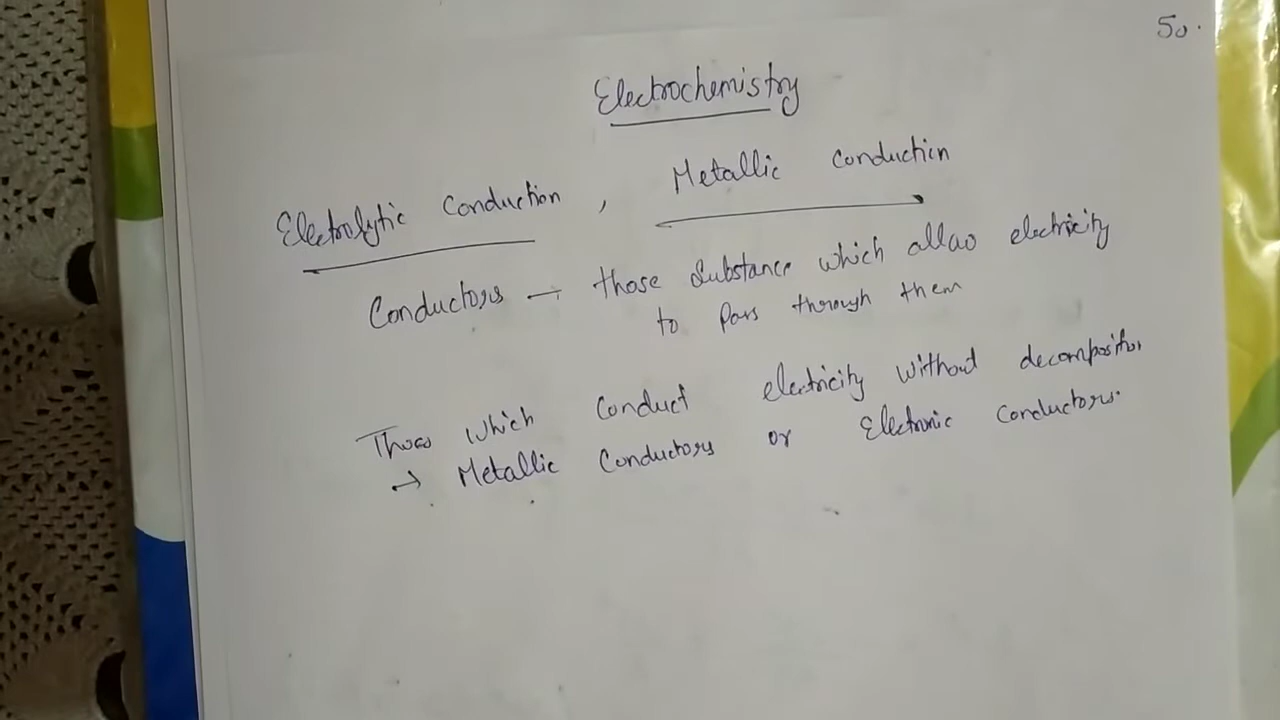 50.
Electrochemistry
Electrolytic Conduction , Metallic conduction
Conductors — those substance which allao electricity
to pass through them
Those which conduct electricity without decomposition
→ Metallic Conductors or Electronic Conductors.